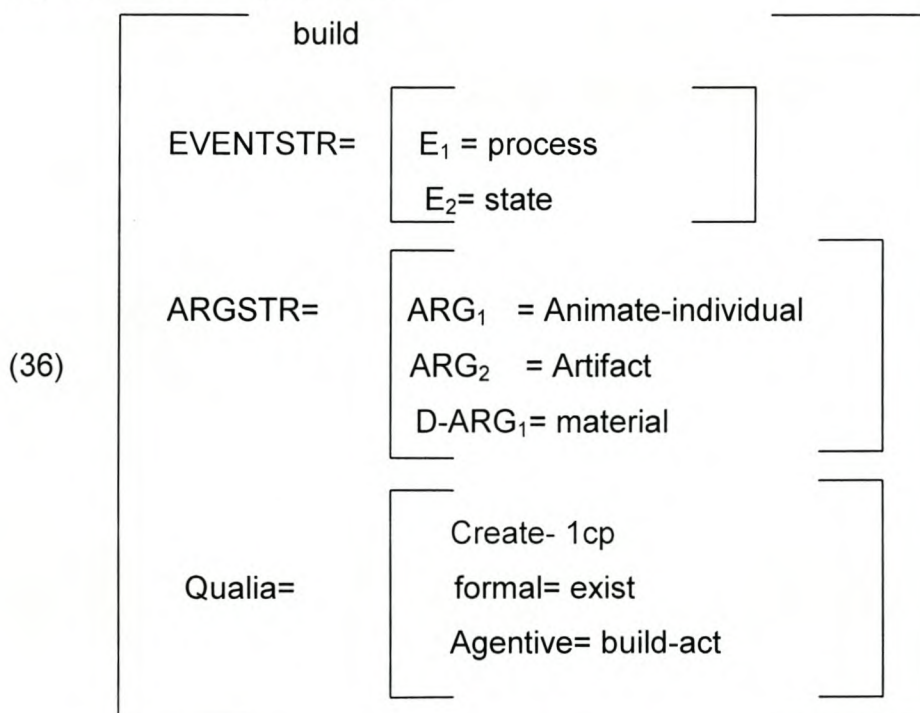 build
EVENTSTR= E₁ = process
E₂= state
ARGSTR= ARG₁ = Animate-individual
(36) ARG₂ = Artifact
D-ARG₁= material
Create- 1cp
Qualia= formal= exist
Agentive= build-act